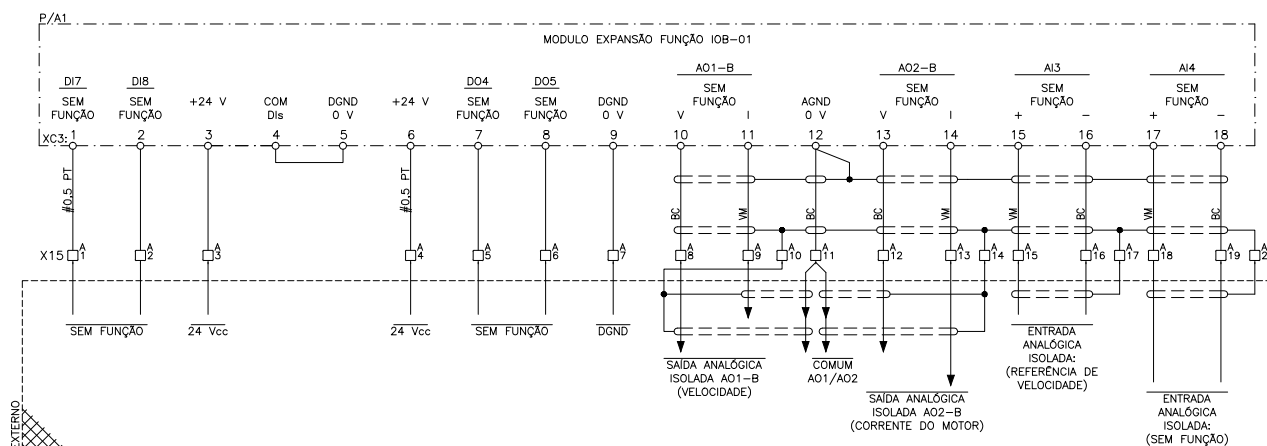 P/A1
MODULO EXPANSÃO FUNÇÃO IOB-01
DI7 DI8 DO4 DO5 AO1-B AO2-B AI3 AI4
SEM FUNÇÃO SEM FUNÇÃO +24 V COM DIs DGND 0 V +24 V SEM FUNÇÃO SEM FUNÇÃO DGND 0 V SEM FUNÇÃO AGND 0 V SEM FUNÇÃO SEM FUNÇÃO SEM FUNÇÃO
V I V I + - + -
XC3: 1 2 3 4 5 6 7 8 9 10 11 12 13 14 15 16 17 18
#0,5 PT #0,5 PT BC VM BC BC VM VM BC VM BC
A A A A A A A A A A A A A A A A A A A A
X15 1 2 3 4 5 6 7 8 9 10 11 12 13 14 15 16 17 18 19 2
SEM FUNÇÃO 24 Vcc 24 Vcc SEM FUNÇÃO DGND
SAÍDA ANALÓGICA
ISOLADA AO1-B
(VELOCIDADE)
COMUM
AO1/AO2
SAÍDA ANALÓGICA
ISOLADA AO2-B
(CORRENTE DO MOTOR)
ENTRADA
ANALÓGICA
ISOLADA:
(REFERÊNCIA DE
VELOCIDADE)
ENTRADA
ANALÓGICA
ISOLADA:
(SEM FUNÇÃO)
EXTERNO